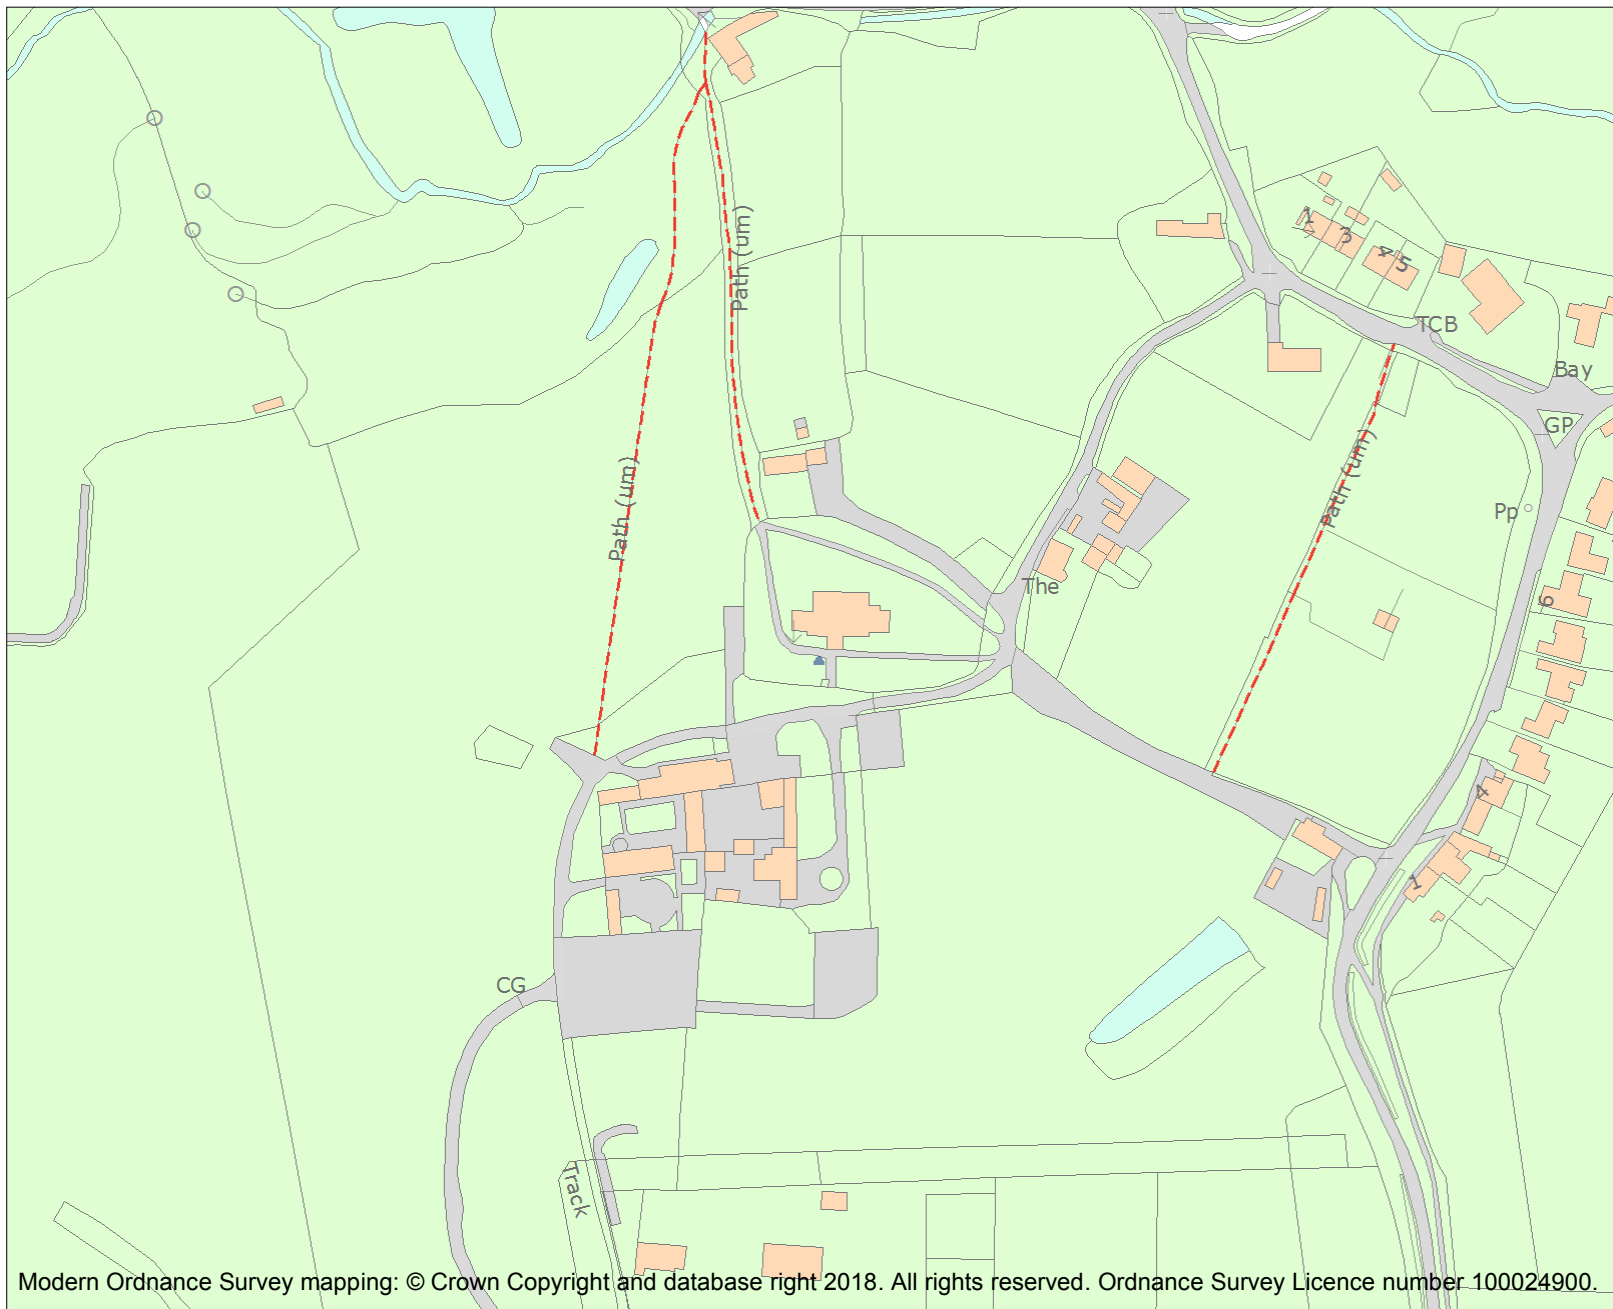 Path (um)
1
3
4
5
TCB
Bay
GP
Path (um)
Path (um)
Pp
The
6
4
1
CG
Track
Modern Ordnance Survey mapping: © Crown Copyright and database right 2018. All rights reserved. Ordnance Survey Licence number 100024900.